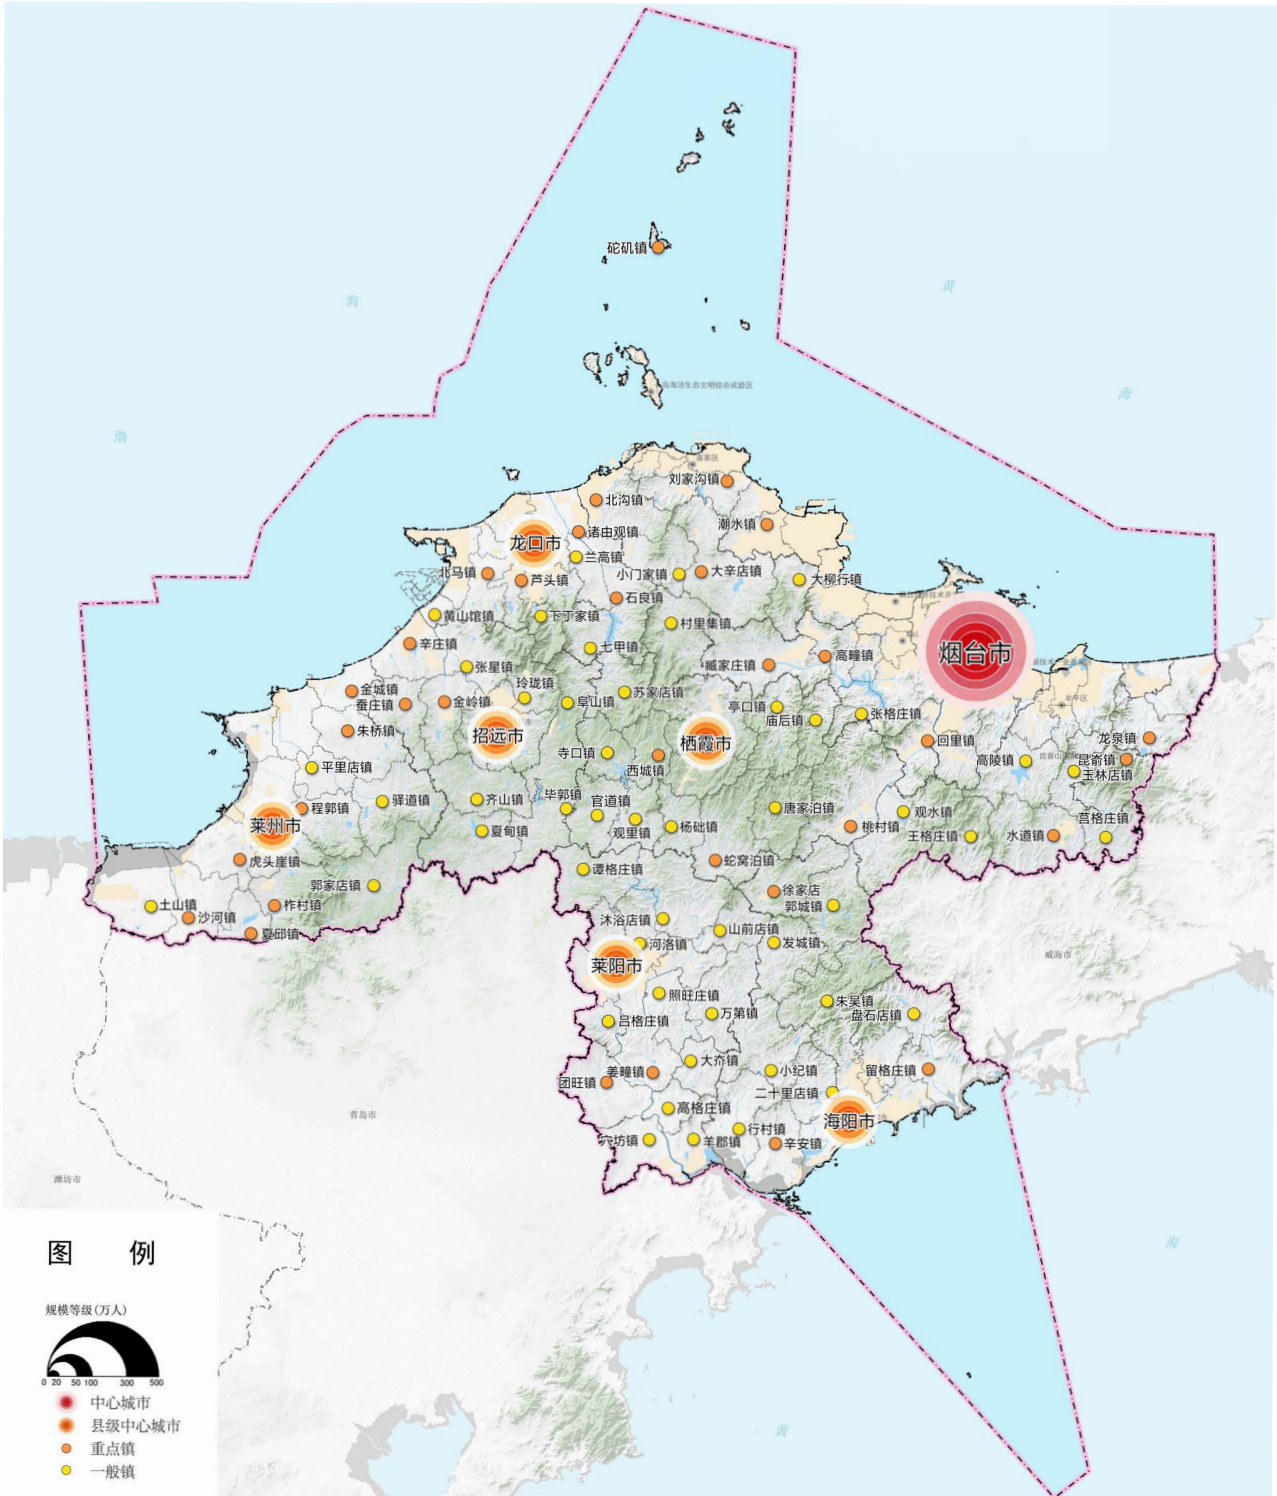 砣矶镇
海
黄
海
渤
刘家沟镇
北沟镇
潮水镇
诸由观镇
龙口市
兰高镇
北马镇
芦头镇
小门家镇
大辛店镇
大柳行镇
石良镇
黄山馆镇
下丁家镇
村里集镇
辛庄镇
七甲镇
烟台市
张星镇
臧家庄镇
高疃镇
金城镇
蚕庄镇
金岭镇
玲珑镇
阜山镇
苏家店镇
亭口镇
庙后镇
张格庄镇
牟平区
朱桥镇
招远市
栖霞市
回里镇
龙泉镇
寺口镇
西城镇
高陵镇
昆嵛镇
玉林店镇
平里店镇
驿道镇
齐山镇
毕郭镇
官道镇
唐家泊镇
观水镇
莒格庄镇
程郭镇
莱州市
夏甸镇
观里镇
杨础镇
桃村镇
王格庄镇
水道镇
虎头崖镇
蛇窝泊镇
谭格庄镇
郭家店镇
徐家店
郭城镇
土山镇
沙河镇
柞村镇
沐浴店镇
山前店镇
夏邱镇
河洛镇
发城镇
莱阳市
威海市
照旺庄镇
万第镇
朱吴镇
盘石店镇
吕格庄镇
大夼镇
小纪镇
留格庄镇
姜疃镇
团旺镇
二十里店镇
高格庄镇
海阳市
青岛市
行村镇
穴坊镇
羊郡镇
辛安镇
潍坊市
海
黄
图 例
规模等级(万人)
0 20 50 100 300 500
中心城市
县级中心城市
重点镇
一般镇